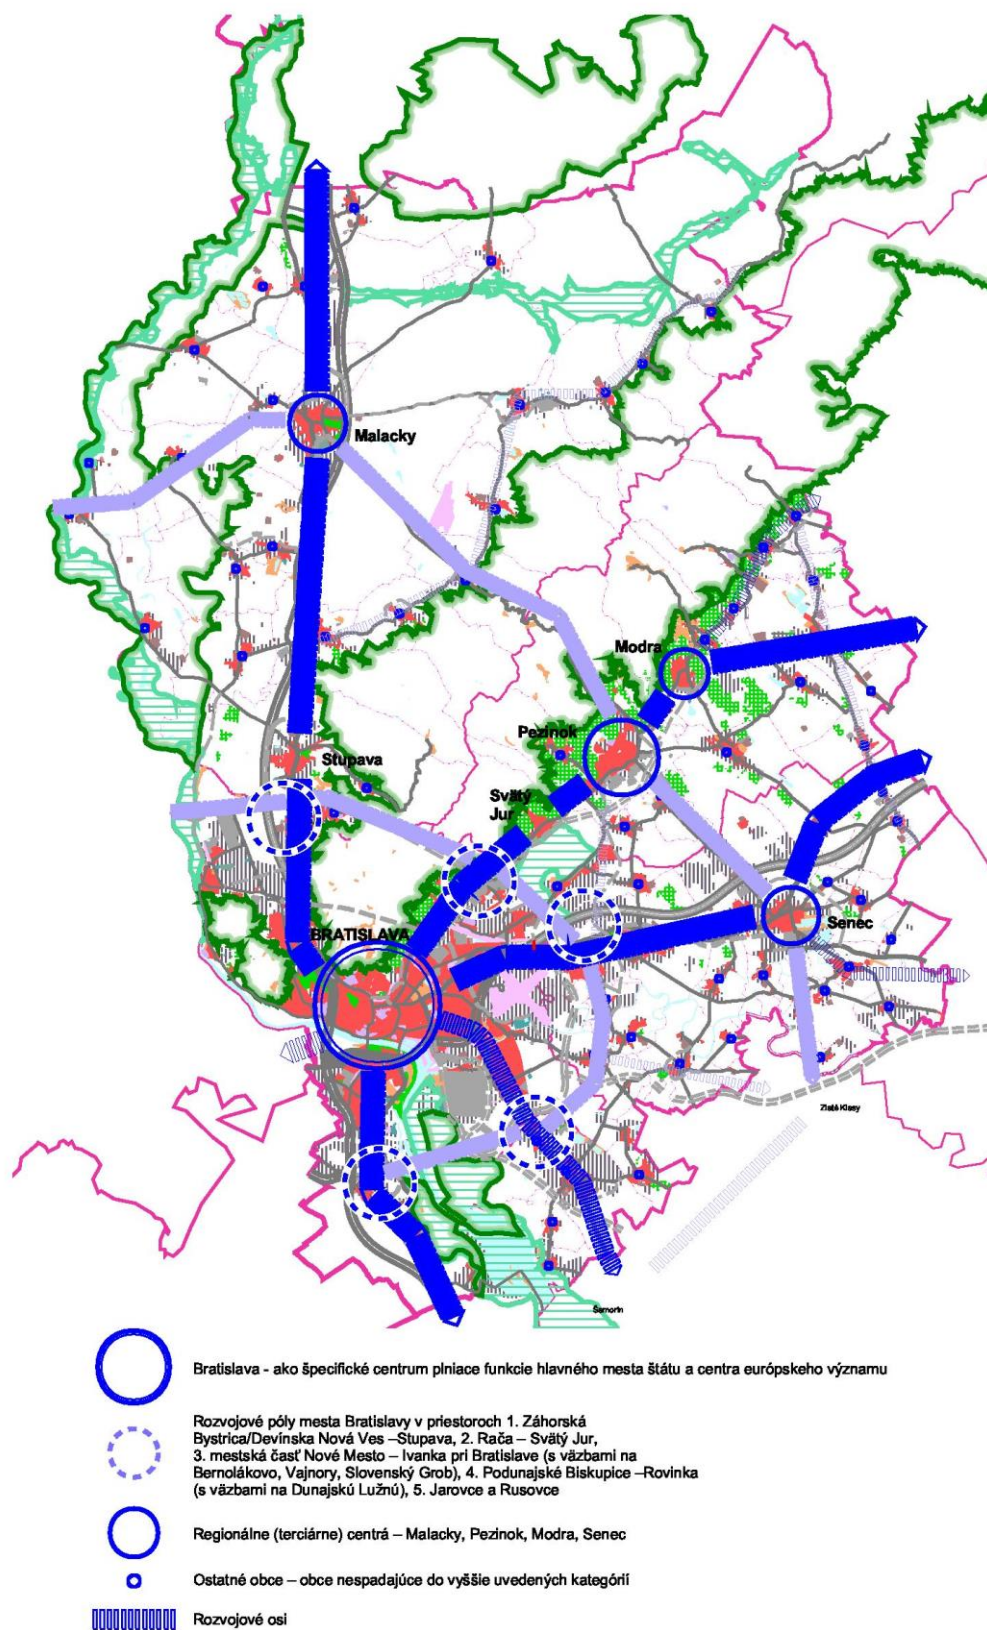 Malacky
Modra
Pezinok
Stupava
Svätý
Jur
Senec
BRATISLAVA
Zlaté Klasy
Šamorín
Bratislava - ako špecifické centrum plniace funkcie hlavného mesta štátu a centra európskeho významu
Rozvojové póly mesta Bratislavy v priestoroch 1. Záhorská
Bystrica/Devínska Nová Ves –Stupava, 2. Rača – Svätý Jur,
3. mestská časť Nové Mesto – Ivanka pri Bratislave (s väzbami na
Bernolákovo, Vajnory, Slovenský Grob), 4. Podunajské Biskupice –Rovinka
(s väzbami na Dunajskú Lužnú), 5. Jarovce a Rusovce
Regionálne (terciárne) centrá – Malacky, Pezinok, Modra, Senec
Ostatné obce – obce nespadajúce do vyššie uvedených kategórií
Rozvojové osi